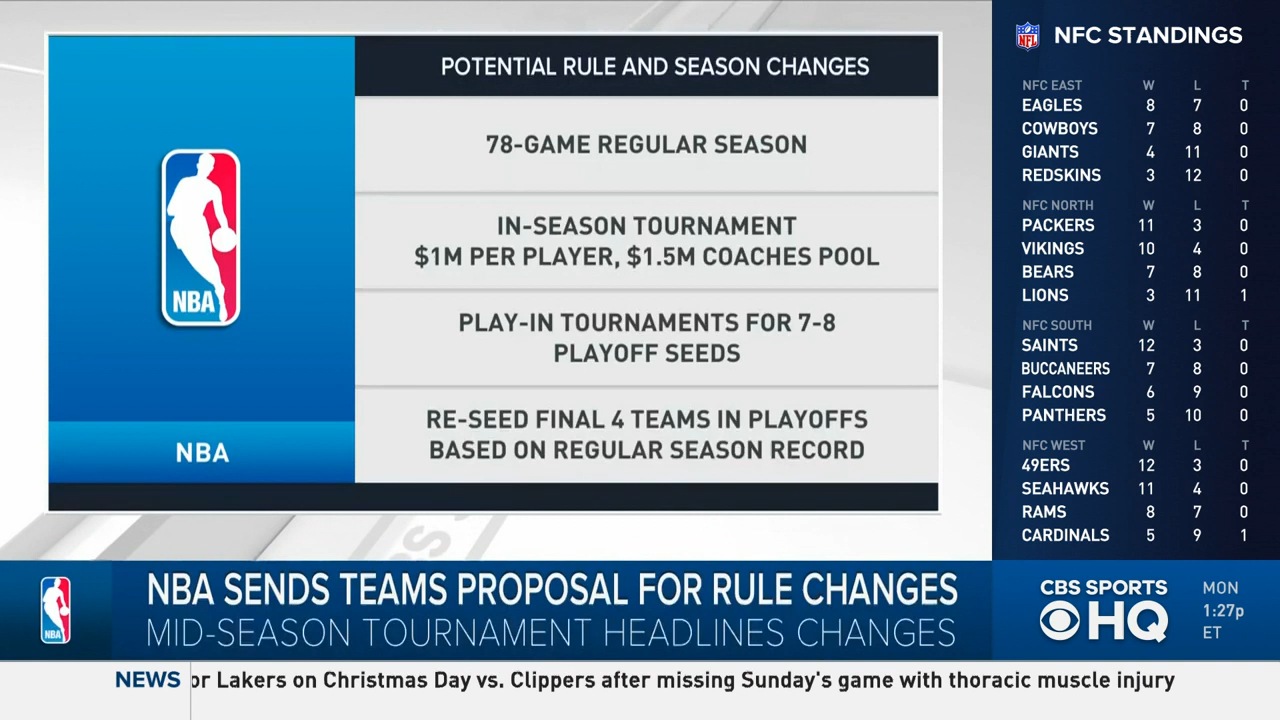 POTENTIAL RULE AND SEASON CHANGES
78-GAME REGULAR SEASON
IN-SEASON TOURNAMENT
$1M PER PLAYER, $1.5M COACHES POOL
PLAY-IN TOURNAMENTS FOR 7-8
PLAYOFF SEEDS
RE-SEED FINAL 4 TEAMS IN PLAYOFFS
BASED ON REGULAR SEASON RECORD
NBA
NBA
NFL NFC STANDINGS
NFC EAST W L T
EAGLES 8 7 0
COWBOYS 7 8 0
GIANTS 4 11 0
REDSKINS 3 12 0
NFC NORTH W L T
PACKERS 11 3 0
VIKINGS 10 4 0
BEARS 7 8 0
LIONS 3 11 1
NFC SOUTH W L T
SAINTS 12 3 0
BUCCANEERS 7 8 0
FALCONS 6 9 0
PANTHERS 5 10 0
NFC WEST W L T
49ERS 12 3 0
SEAHAWKS 11 4 0
RAMS 8 7 0
CARDINALS 5 9 1
NBA
NBA SENDS TEAMS PROPOSAL FOR RULE CHANGES
MID-SEASON TOURNAMENT HEADLINES CHANGES
CBS SPORTS
HQ
MON
1:27p
ET
NEWS or Lakers on Christmas Day vs. Clippers after missing Sunday's game with thoracic muscle injury